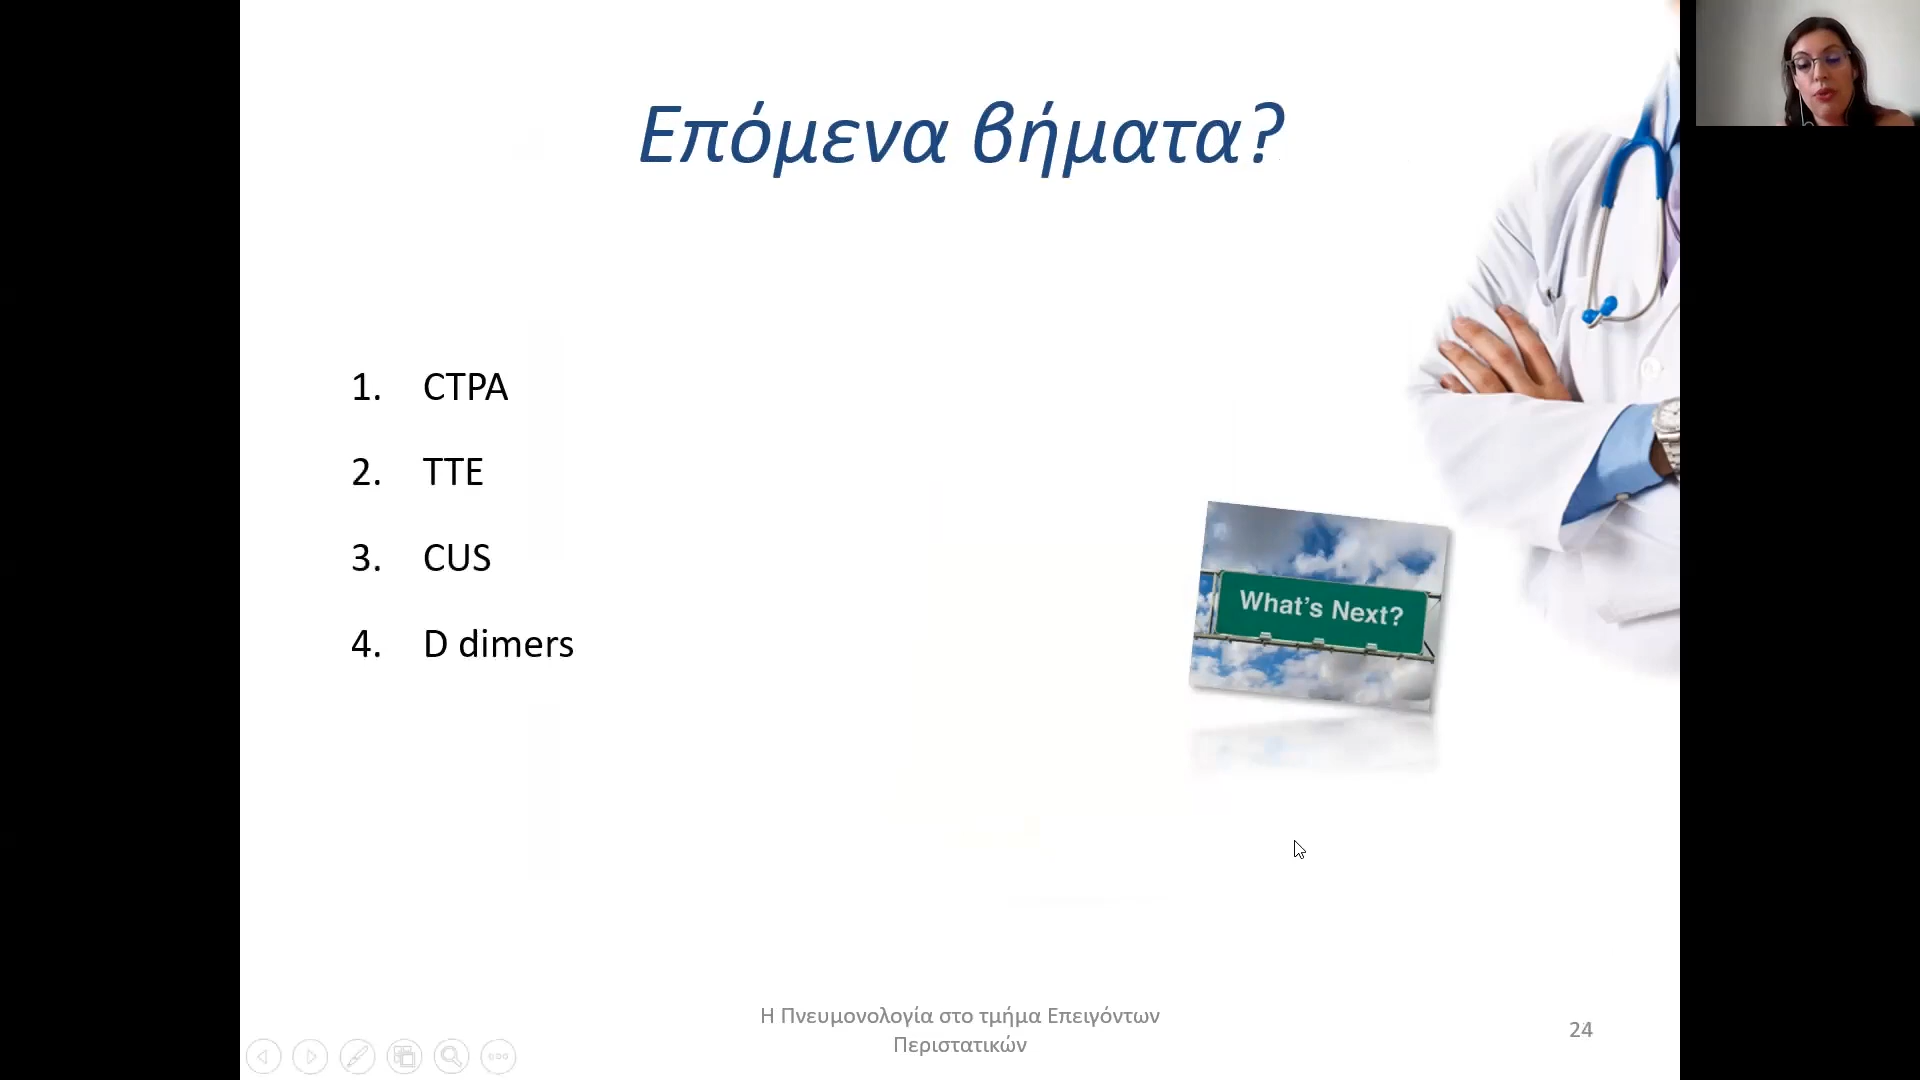 Επόμενα βήματα?
1. CTPA
2. TTE
3. CUS
4. D dimers
What's Next?
Η Πνευμονολογία στο τμήμα Επειγόντων
Περιστατικών
24